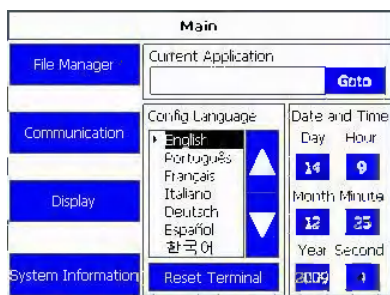 Main
File Manager
Communication
Display
System Information
Current Application
Goto
Config Language
English
Português
Français
Italiano
Deutsch
Español
한국어
Reset Terminal
Date and Time
Day Hour
14 9
Month Minute
12 25
Year Second
2009 4